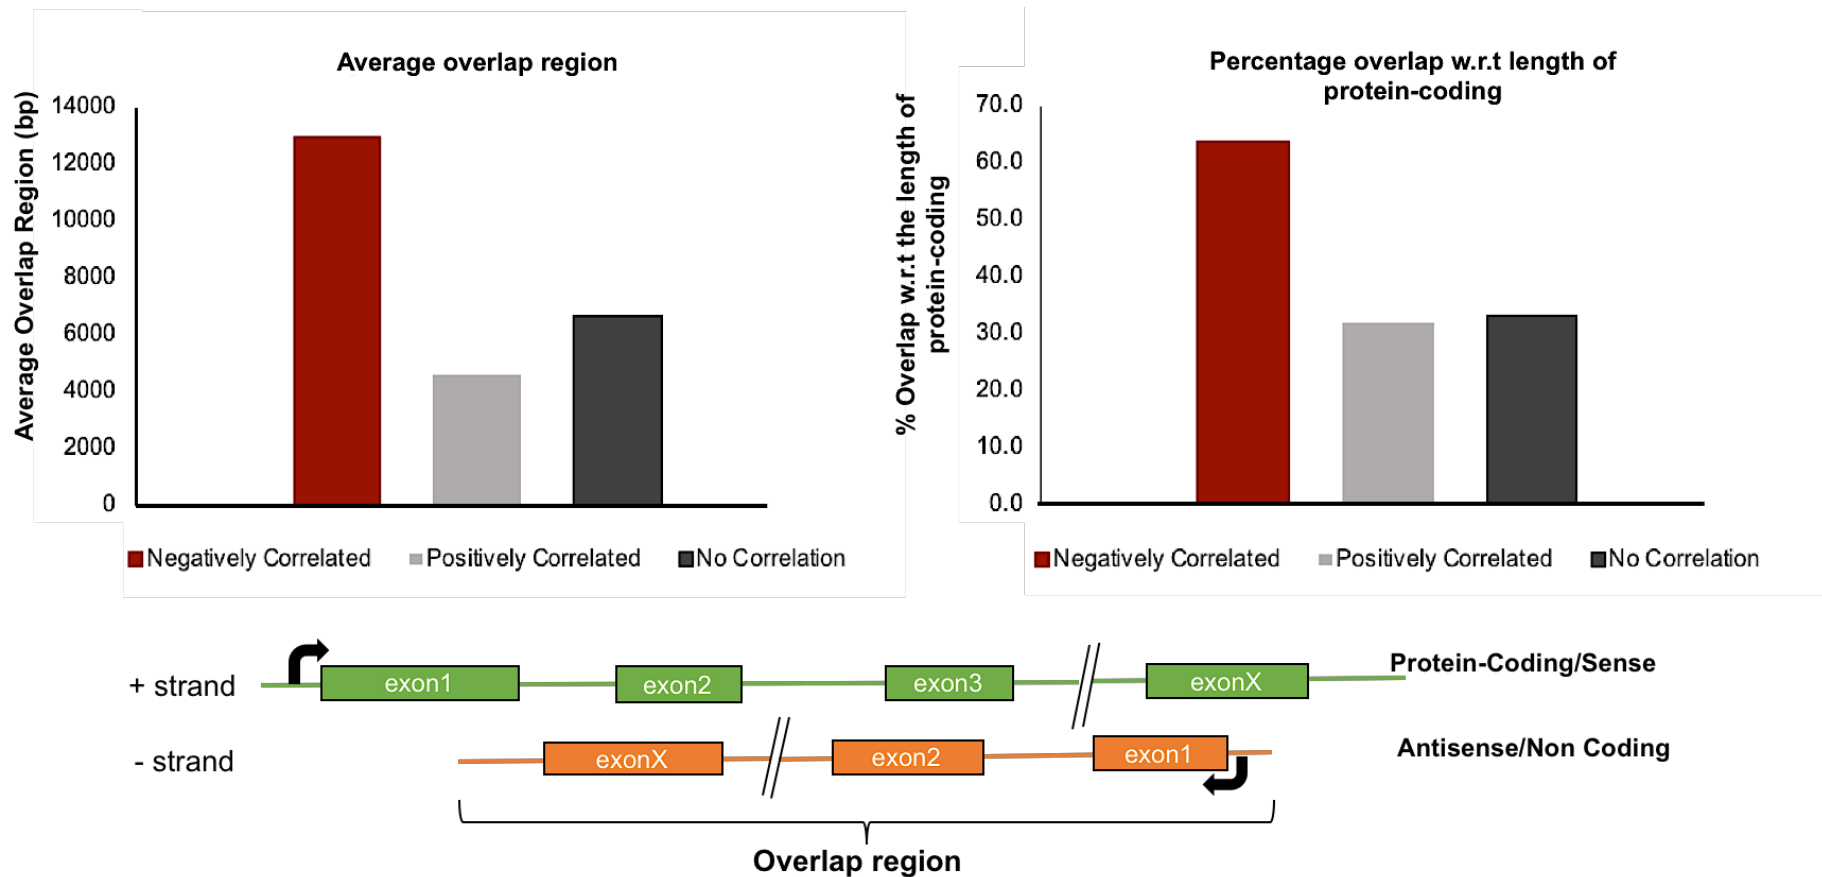 Average overlap region
Average Overlap Region (bp)
14000
12000
10000
8000
6000
4000
2000
0
Negatively Correlated
Positively Correlated
No Correlation
Percentage overlap w.r.t length of
protein-coding
% Overlap w.r.t the length of
protein-coding
70.0
60.0
50.0
40.0
30.0
20.0
10.0
0.0
Negatively Correlated
Positively Correlated
No Correlation
+ strand
exon1
exon2
exon3
exonX
Protein-Coding/Sense
- strand
exonX
exon2
exon1
Antisense/Non Coding
Overlap region